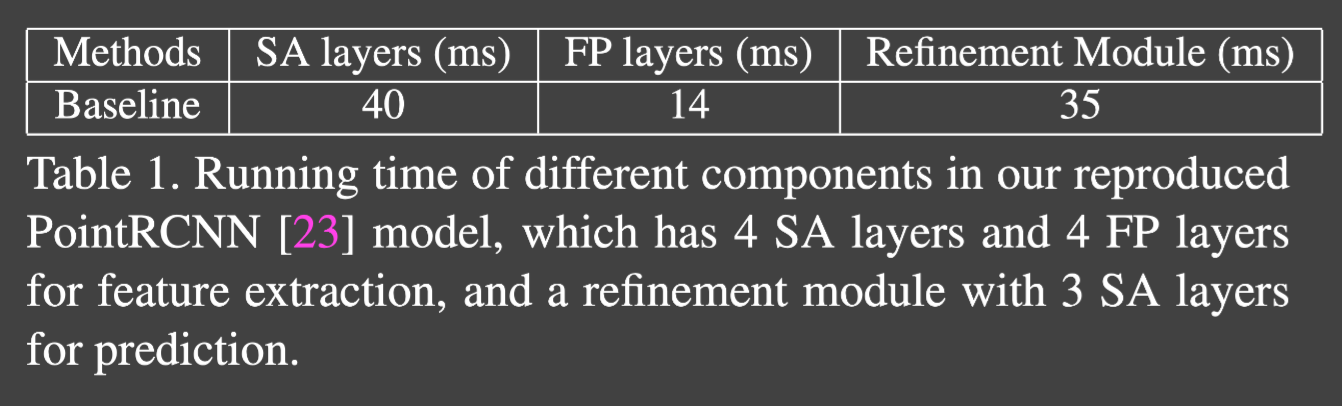 Methods SA layers (ms) FP layers (ms) Refinement Module (ms)
Baseline 40 14 35
Table 1. Running time of different components in our reproduced
PointRCNN [23] model, which has 4 SA layers and 4 FP layers
for feature extraction, and a refinement module with 3 SA layers
for prediction.